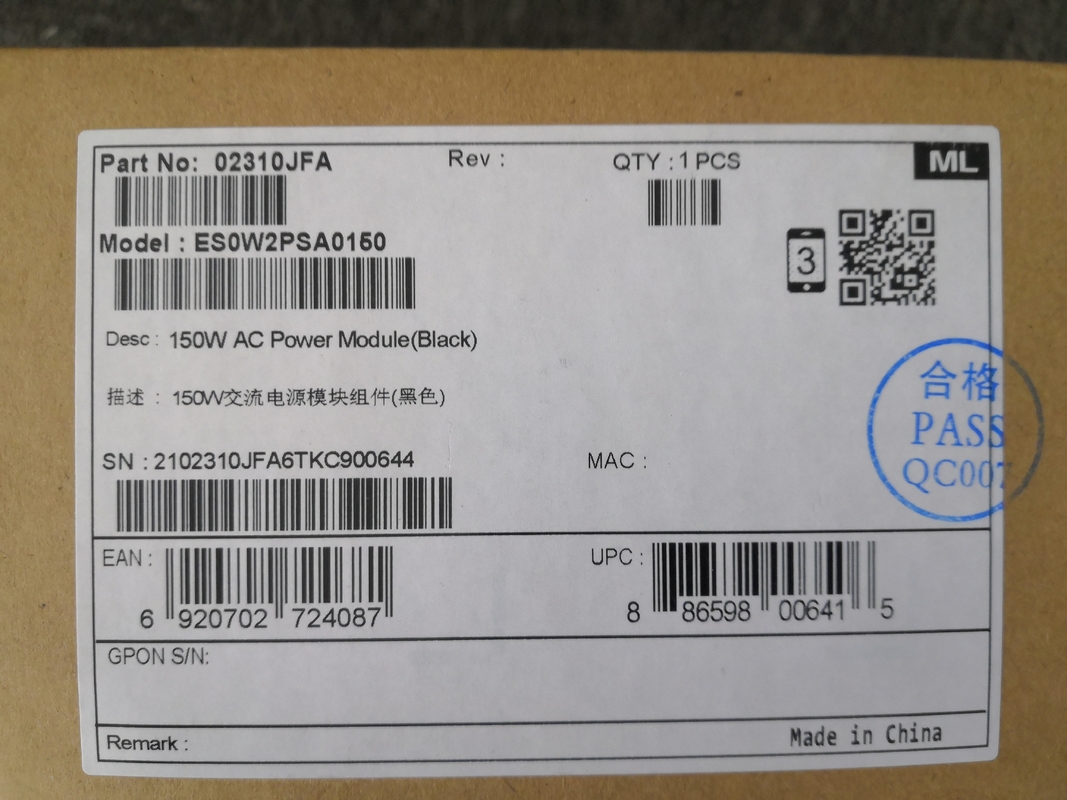 Part No: 02310JFA
Rev :
QTY : 1 PCS
ML
Model : ES0W2PSA0150
3
Desc : 150W AC Power Module(Black)
描述 : 150W交流电源模块组件(黑色)
合格
PASS
QC007
SN : 2102310JFA6TKC900644
MAC :
EAN :
6 920702 724087
UPC :
8 86598 00641 5
GPON S/N:
Remark :
Made in China